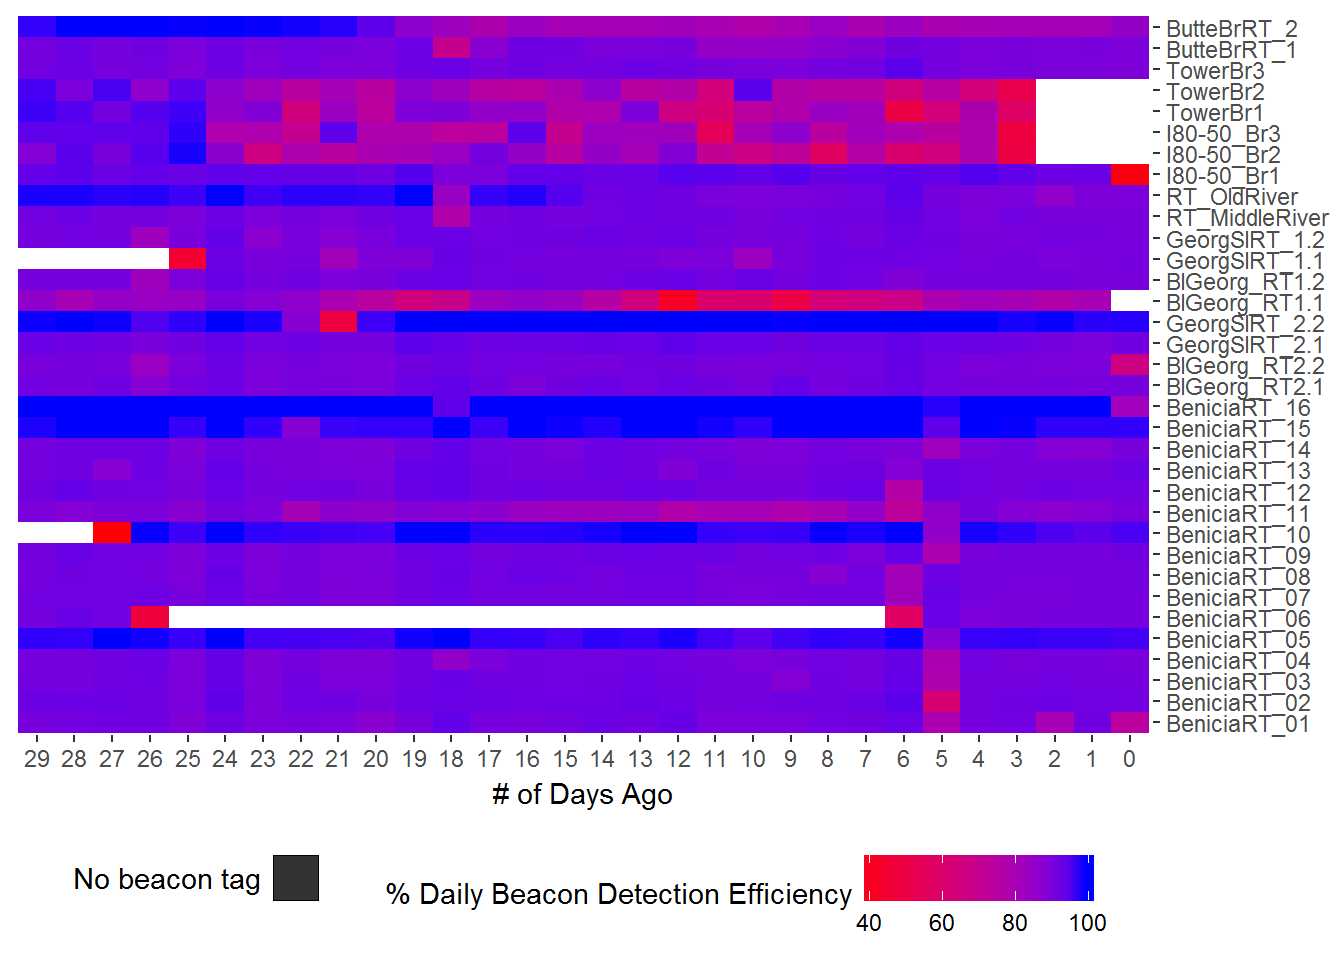 ButteBrRT_2
ButteBrRT_1
TowerBr3
TowerBr2
TowerBr1
I80-50_Br3
I80-50_Br2
I80-50_Br1
RT_OldRiver
RT_MiddleRiver
GeorgSlRT_1.2
GeorgSlRT_1.1
BlGeorg_RT1.2
BlGeorg_RT1.1
GeorgSlRT_2.2
GeorgSlRT_2.1
BlGeorg_RT2.2
BlGeorg_RT2.1
BeniciaRT_16
BeniciaRT_15
BeniciaRT_14
BeniciaRT_13
BeniciaRT_12
BeniciaRT_11
BeniciaRT_10
BeniciaRT_09
BeniciaRT_08
BeniciaRT_07
BeniciaRT_06
BeniciaRT_05
BeniciaRT_04
BeniciaRT_03
BeniciaRT_02
BeniciaRT_01
29 28 27 26 25 24 23 22 21 20 19 18 17 16 15 14 13 12 11 10 9 8 7 6 5 4 3 2 1 0
# of Days Ago
No beacon tag
% Daily Beacon Detection Efficiency
40 60 80 100